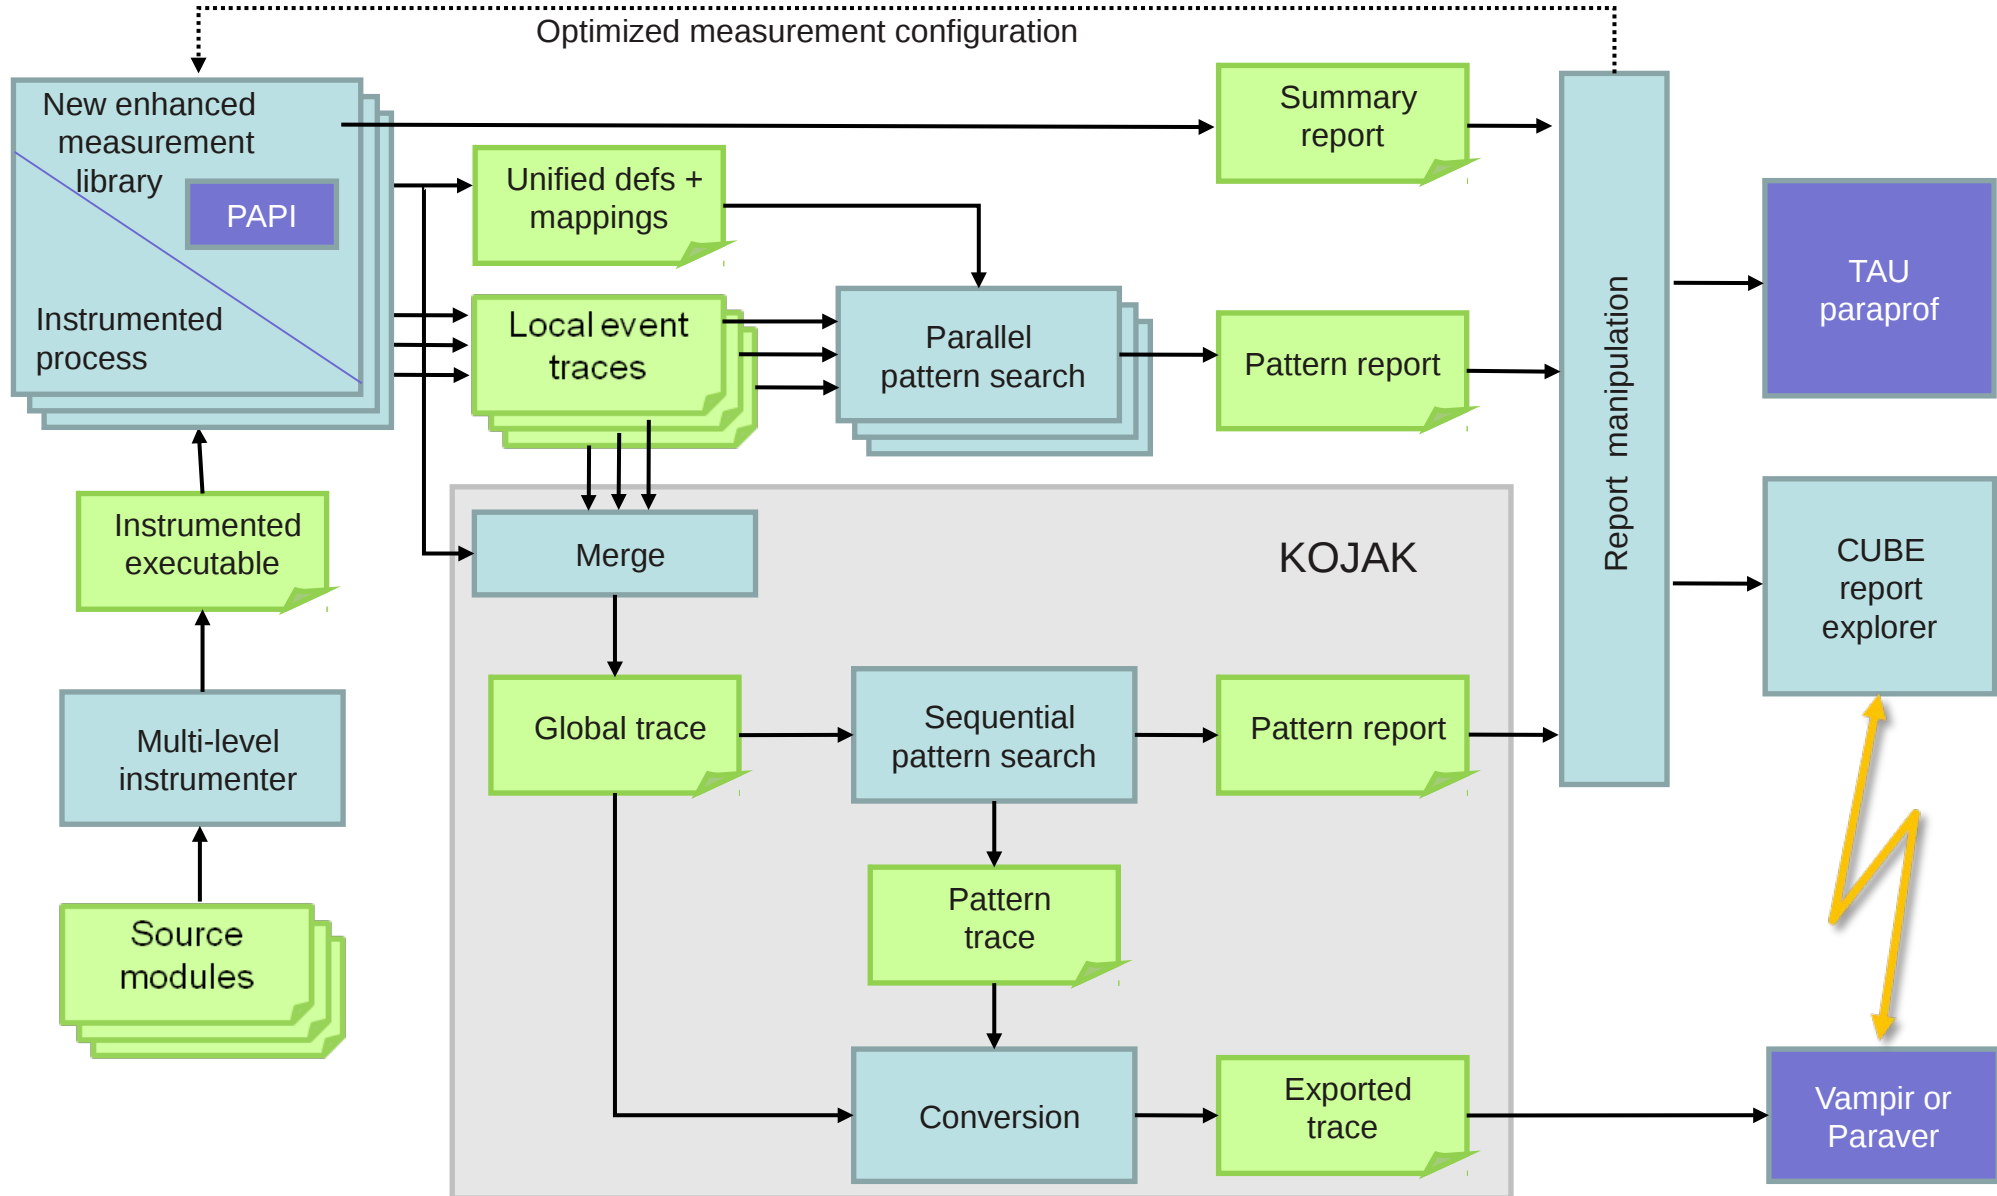 Optimized measurement configuration
New enhanced
measurement
library
PAPI
Instrumented
process
Summary
report
Unified defs +
mappings
Local event
traces
Parallel
pattern search
Pattern report
Report manipulation
TAU
paraprof
Instrumented
executable
Merge
KOJAK
CUBE
report
explorer
Multi-level
instrumenter
Global trace
Sequential
pattern search
Pattern report
Source
modules
Pattern
trace
Conversion
Exported
trace
Vampir or
Paraver